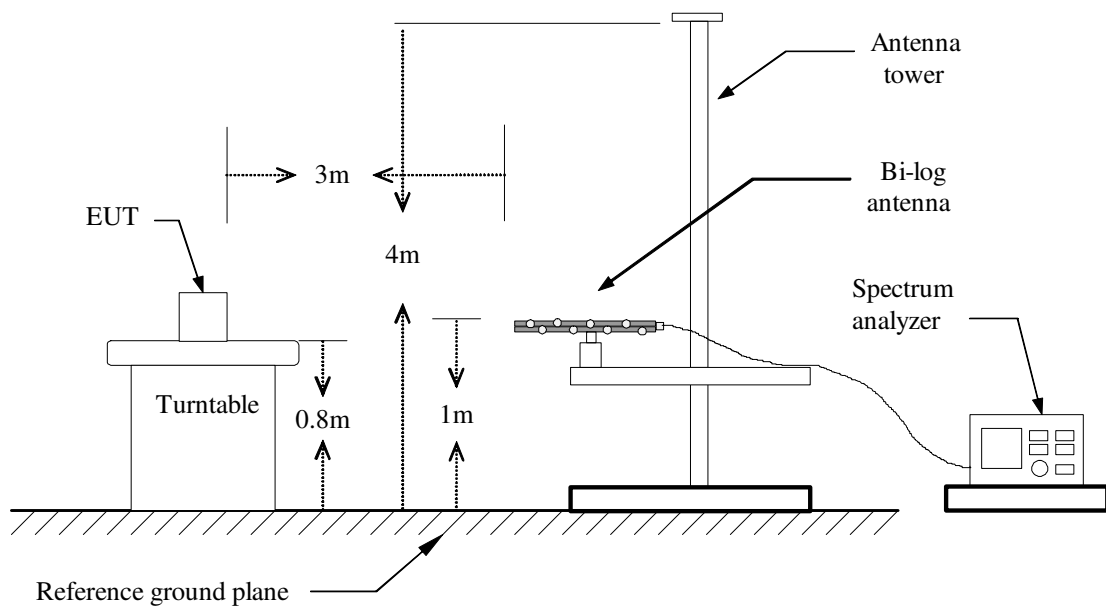 Antenna
tower
3m
Bi-log
antenna
EUT
4m
Spectrum
analyzer
Turntable
0.8m
1m
Reference ground plane